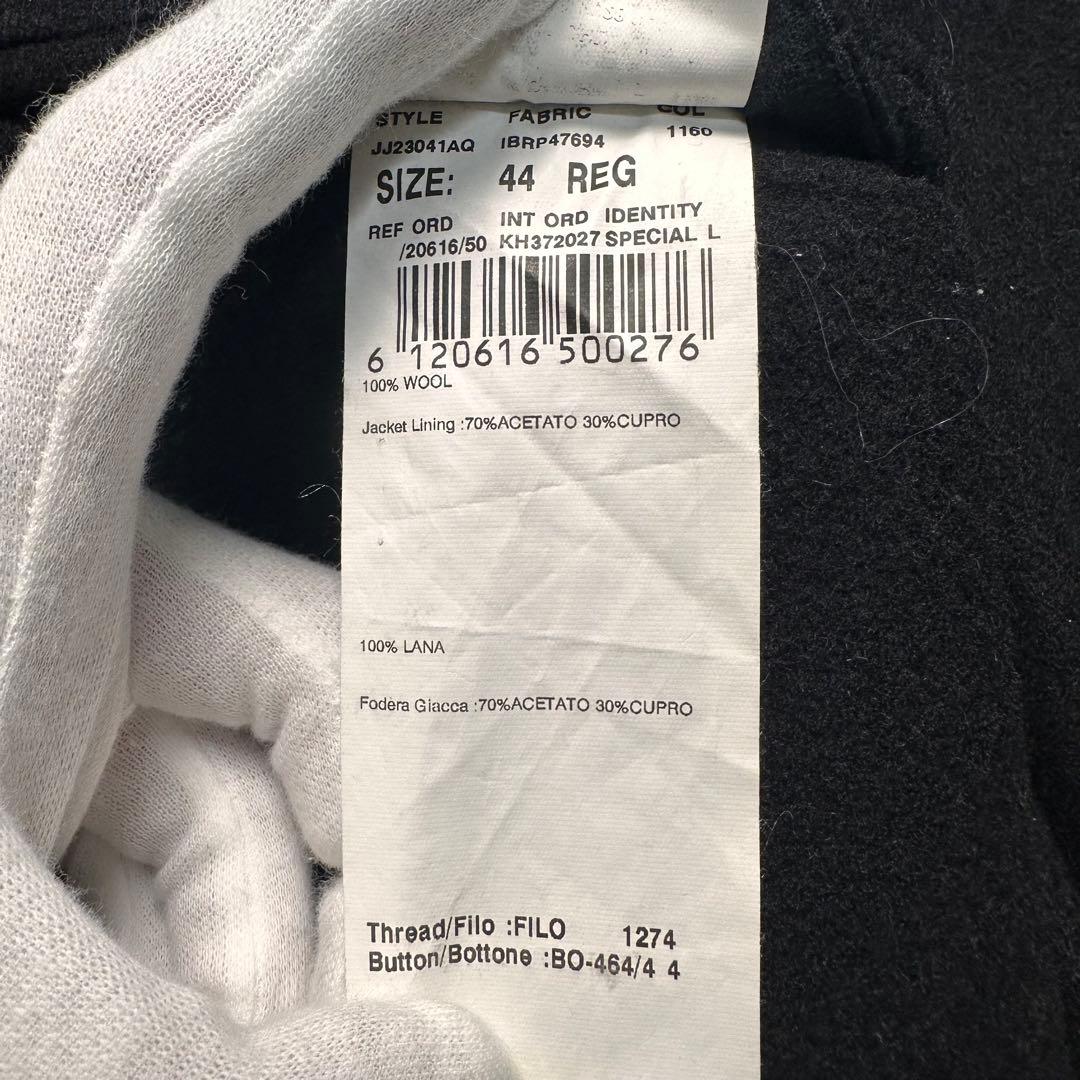 STYLE FABRIC COL
JJ23041AQ IBRP47694 1160
SIZE: 44 REG
REF ORD INT ORD IDENTITY
/20616/50 KH372027 SPECIAL L
6 120616 500276
100% WOOL
Jacket Lining :70%ACETATO 30%CUPRO
100% LANA
Fodera Giacca :70%ACETATO 30%CUPRO
Thread/Filo :FILO 1274
Button/Bottone :BO-464/4 4